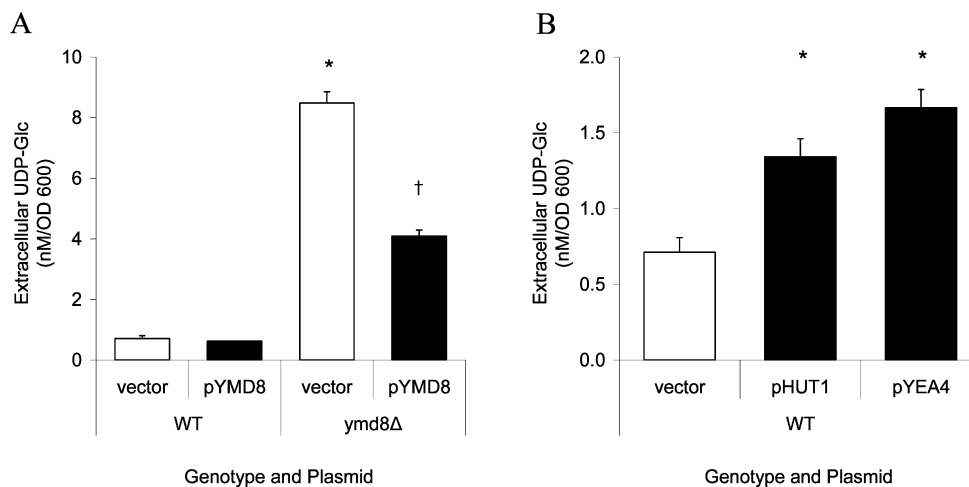 A
Extracellular UDP-Glc
(nM/OD 600)
10
8
6
4
2
0
*
†
vector
pYMD8
vector
pYMD8
WT
ymd8Δ
Genotype and Plasmid
B
Extracellular UDP-Glc
(nM/OD 600)
2.0
1.5
1.0
0.5
0.0
*
*
vector
pHUT1
pYEA4
WT
Genotype and Plasmid